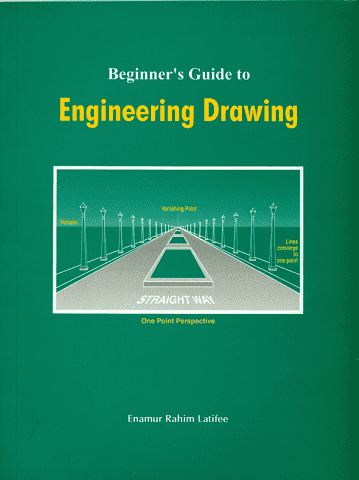 Beginner's Guide to
Engineering Drawing
Vanishing Point
Horizon
Lines
converge
to
one point
STRAIGHT WAY
One Point Perspective
Enamur Rahim Latifee